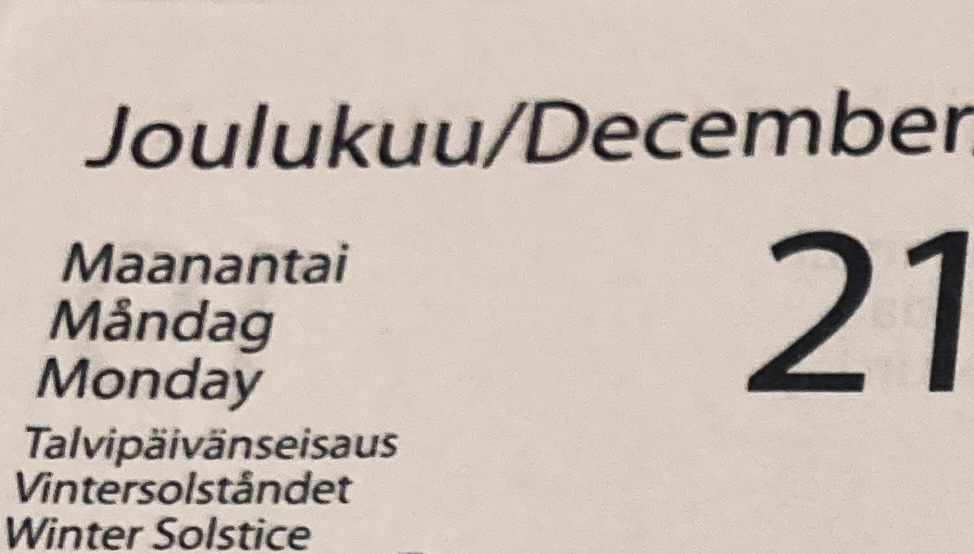 Joulukuu/December
21
Maanantai
Måndag
Monday
Talvipäivänseisaus
Vintersolståndet
Winter Solstice